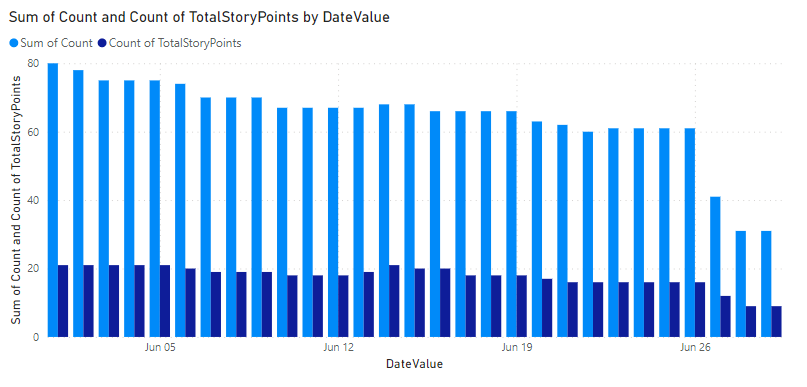 Sum of Count and Count of TotalStoryPoints by DateValue
Sum of Count Count of TotalStoryPoints
Sum of Count and Count of TotalStoryPoints
80
60
40
20
0
Jun 05 Jun 12 Jun 19 Jun 26
DateValue